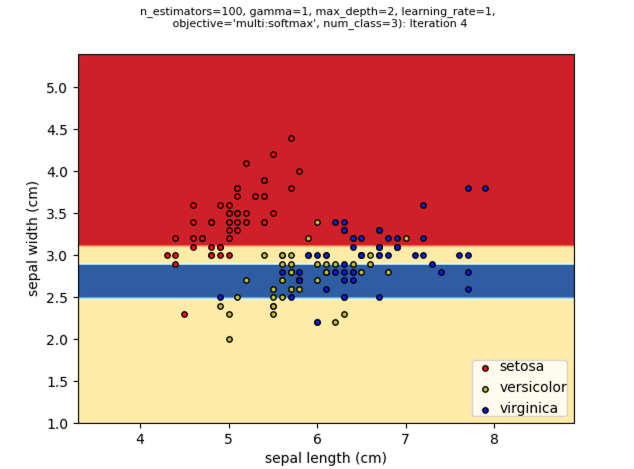 n_estimators=100, gamma=1, max_depth=2, learning_rate=1,
objective='multi:softmax', num_class=3): Iteration 4
5.0
4.5
4.0
3.5
3.0
2.5
2.0
1.5
1.0
sepal width (cm)
setosa
versicolor
virginica
4
5
6
7
8
sepal length (cm)